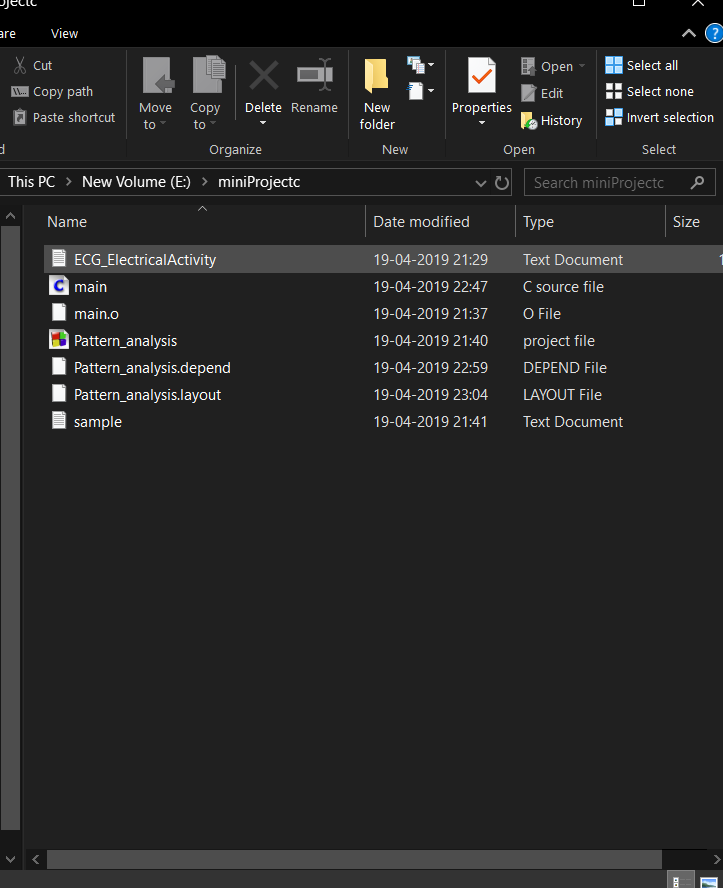 ojectc
are View
Cut
Copy path
Paste shortcut
Move to
Copy to
Delete
Rename
Organize
New folder
New
Properties
Open
Edit
History
Open
Select all
Select none
Invert selection
Select
This PC > New Volume (E:) > miniProjectc
Search miniProjectc
Name Date modified Type Size
ECG_ElectricalActivity 19-04-2019 21:29 Text Document
main 19-04-2019 22:47 C source file
main.o 19-04-2019 21:37 O File
Pattern_analysis 19-04-2019 21:40 project file
Pattern_analysis.depend 19-04-2019 22:59 DEPEND File
Pattern_analysis.layout 19-04-2019 23:04 LAYOUT File
sample 19-04-2019 21:41 Text Document